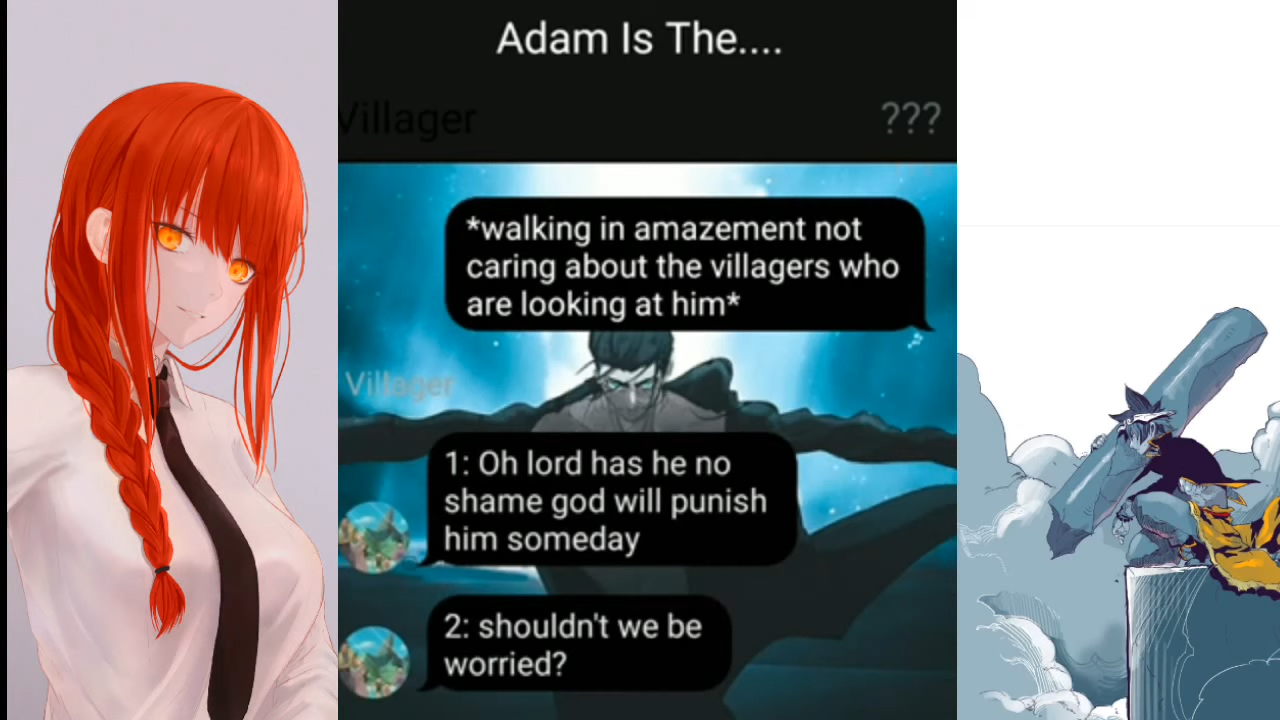 Adam Is The....
Villager
???
*walking in amazement not
caring about the villagers who
are looking at him*
Villager
1: Oh lord has he no
shame god will punish
him someday
2: shouldn't we be
worried?